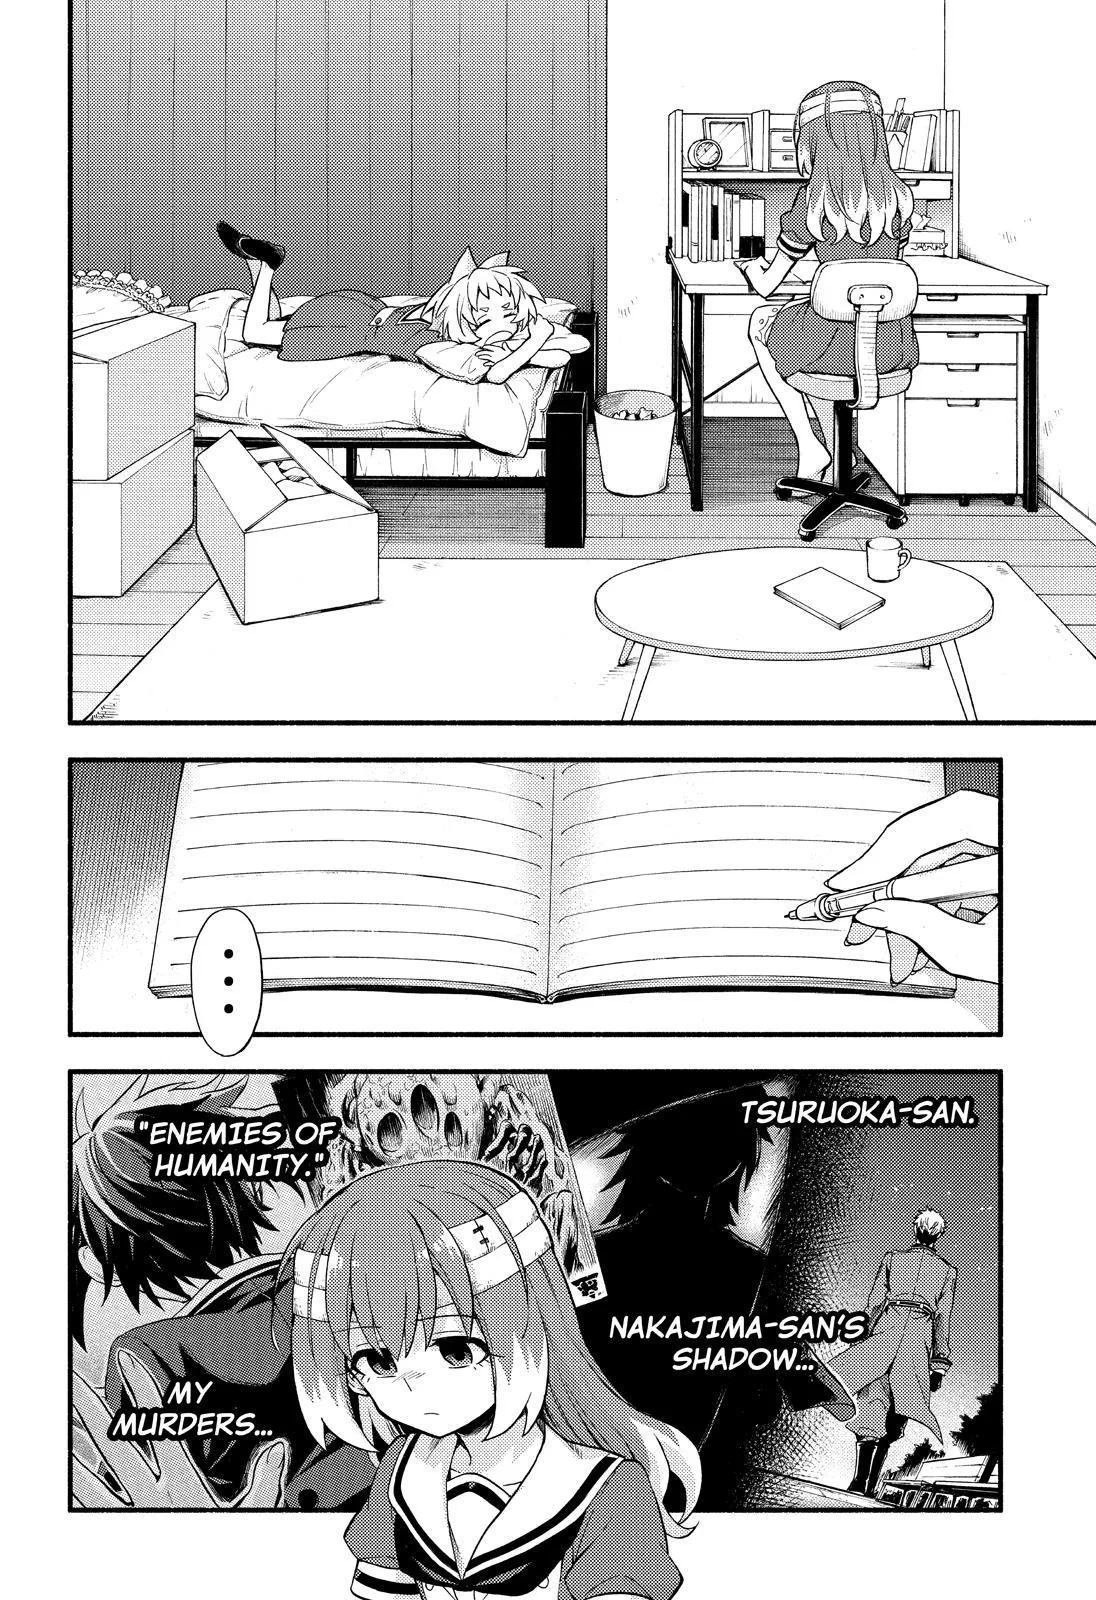 ...
TSURUOKA-SAN.
"ENEMIES OF
HUMANITY."
NAKAJIMA-SAN'S
SHADOW...
MY
MURDERS...